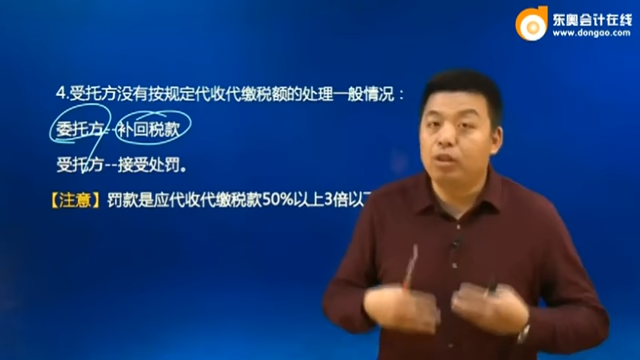 东奥会计在线
www.dongao.com
4.受托方没有按规定代收代缴税额的处理一般情况：
委托方--补回税款
受托方--接受处罚。
【注意】罚款是应代收代缴税款50%以上3倍以